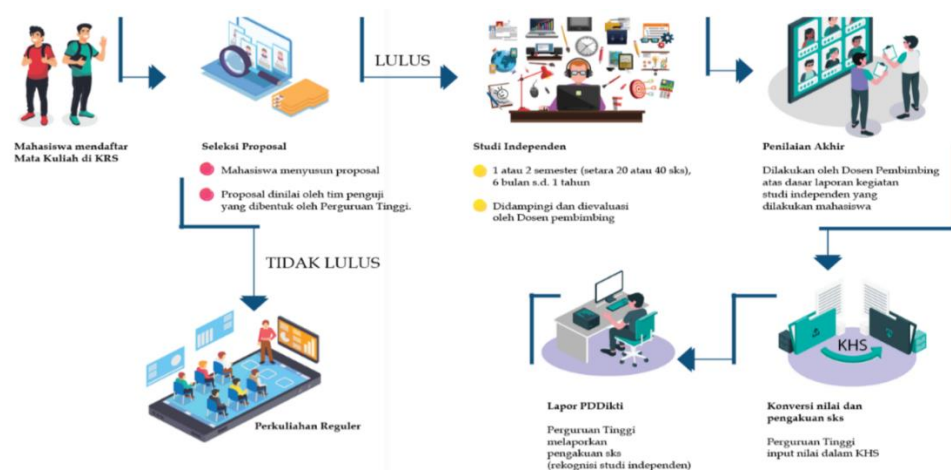 LULUS
Mahasiswa mendaftar
Mata Kuliah di KRS
Seleksi Proposal
Mahasiswa menyusun proposal
Proposal dinilai oleh tim penguji
yang dibentuk oleh Perguruan Tinggi.
Studi Independen
1 atau 2 semester (setara 20 atau 40 sks),
6 bulan s.d. 1 tahun
Didampingi dan dievaluasi
oleh Dosen pembimbing
Penilaian Akhir
Dilakukan oleh Dosen Pembimbing
atas dasar laporan kegiatan
studi independen yang
dilakukan mahasiswa
TIDAK LULUS
Perkuliahan Reguler
KHS
Konversi nilai dan
pengakuan sks
Perguruan Tinggi
input nilai dalam KHS
Lapor PDDikti
Perguruan Tinggi
melaporkan
pengakuan sks
(rekognisi studi independen)